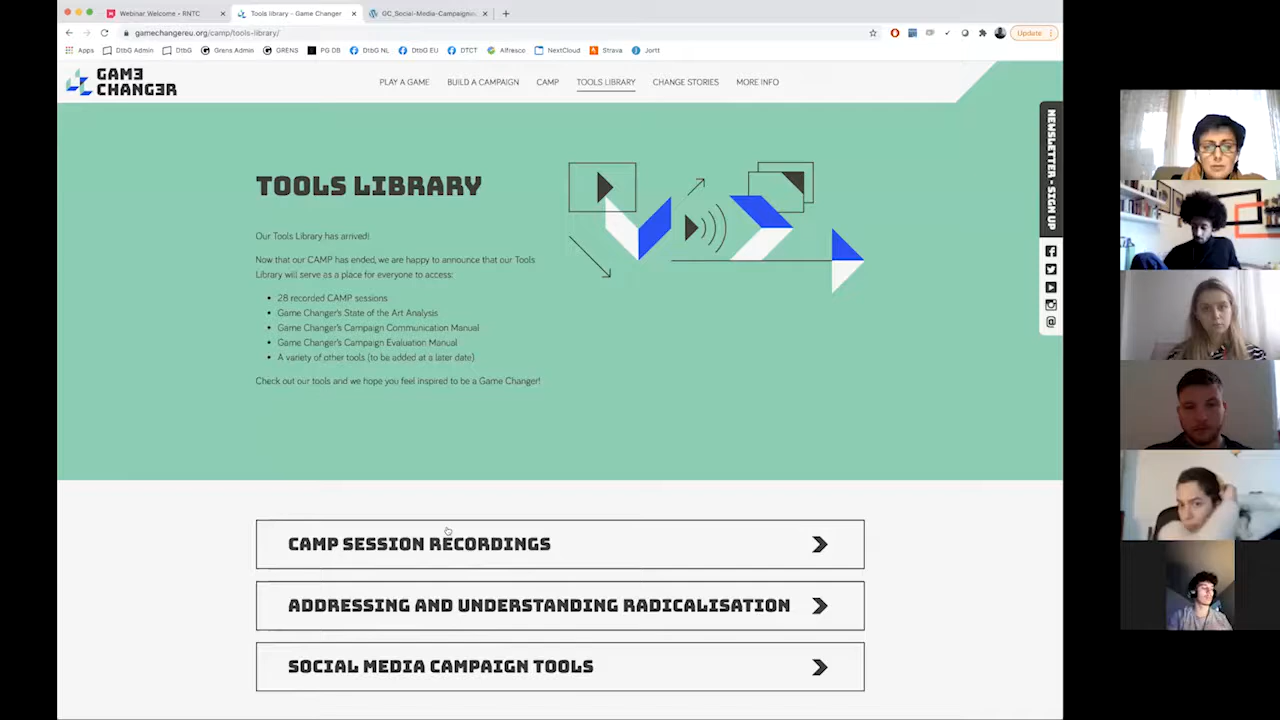 Webinar Welcome - RNTC
Tools library - Game Changer
GC_Social-Media-Campaigning
gamechangereu.org/camp/tools-library/
Update
Apps
DtbG Admin
DtbG
Grens Admin
GRENS
PG DB
DtbG NL
DtbG EU
DTCT
Alfresco
NextCloud
Strava
Jortt
GAME
CHANGER
PLAY A GAME
BUILD A CAMPAIGN
CAMP
TOOLS LIBRARY
CHANGE STORIES
MORE INFO
NEWSLETTER - SIGN UP
TOOLS LIBRARY
Our Tools Library has arrived!
Now that our CAMP has ended, we are happy to announce that our Tools
Library will serve as a place for everyone to access:
28 recorded CAMP sessions
Game Changer's State of the Art Analysis
Game Changer's Campaign Communication Manual
Game Changer's Campaign Evaluation Manual
A variety of other tools (to be added at a later date)
Check out our tools and we hope you feel inspired to be a Game Changer!
CAMP SESSION RECORDINGS
ADDRESSING AND UNDERSTANDING RADICALISATION
SOCIAL MEDIA CAMPAIGN TOOLS